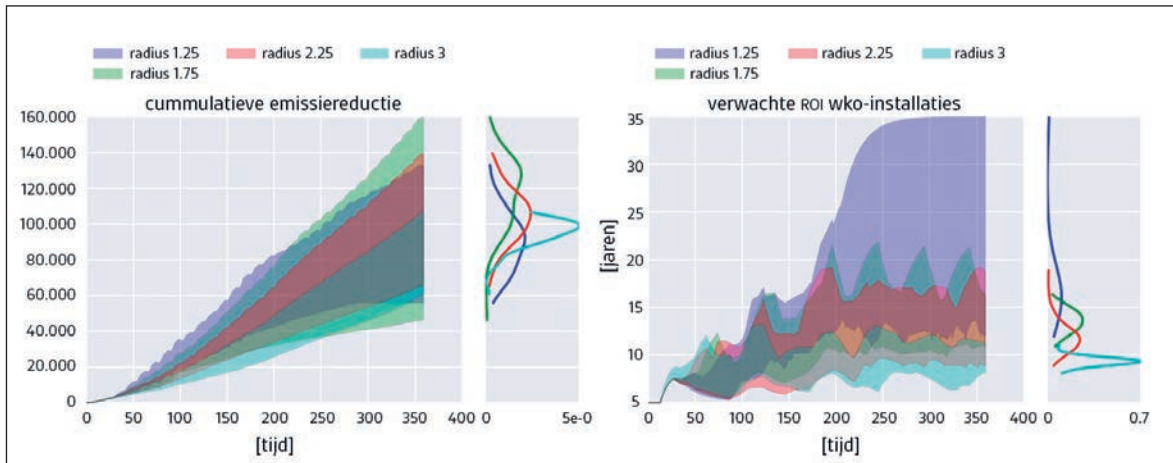 radius 1.25 radius 2.25 radius 3
radius 1.75
cummulatieve emissiereductie
160.000
140.000
120.000
100.000
80.000
60.000
40.000
20.000
0
0 50 100 150 200 250 300 350 400
[tijd]
0 5e-0
radius 1.25 radius 2.25 radius 3
radius 1.75
verwachte ROI wko-installaties
[jaren]
35
30
25
20
15
10
5
0 50 100 150 200 250 300 350 400
[tijd]
0 0.7